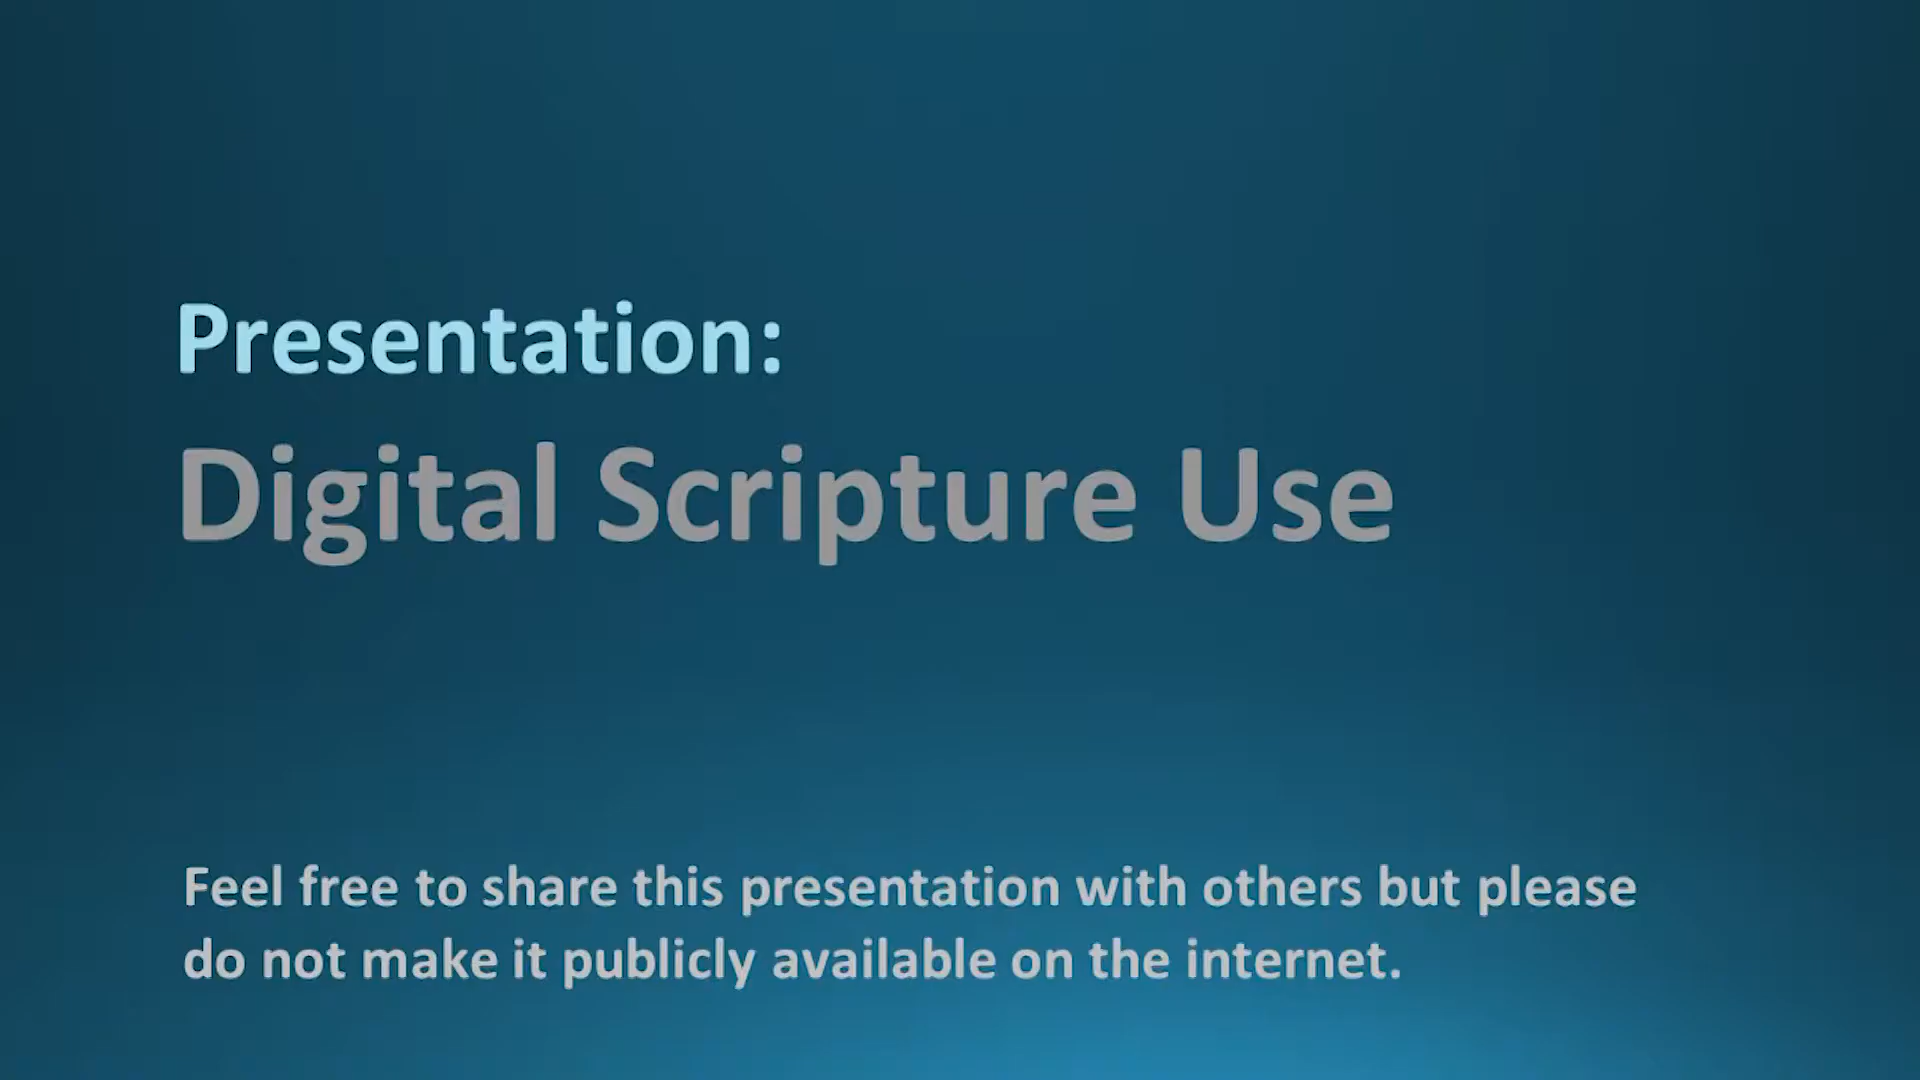 Presentation:
Digital Scripture Use
Feel free to share this presentation with others but please
do not make it publicly available on the internet.